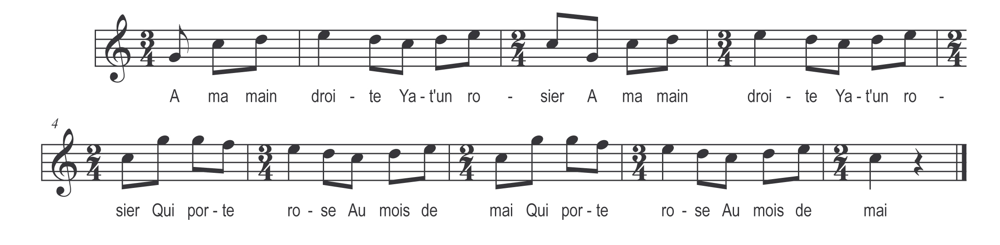 A ma main droi - te Ya - t'un ro - sier A ma main droi - te Ya - t'un ro -
4
sier Qui por - te ro - se Au mois de mai Qui por - te ro - se Au mois de mai